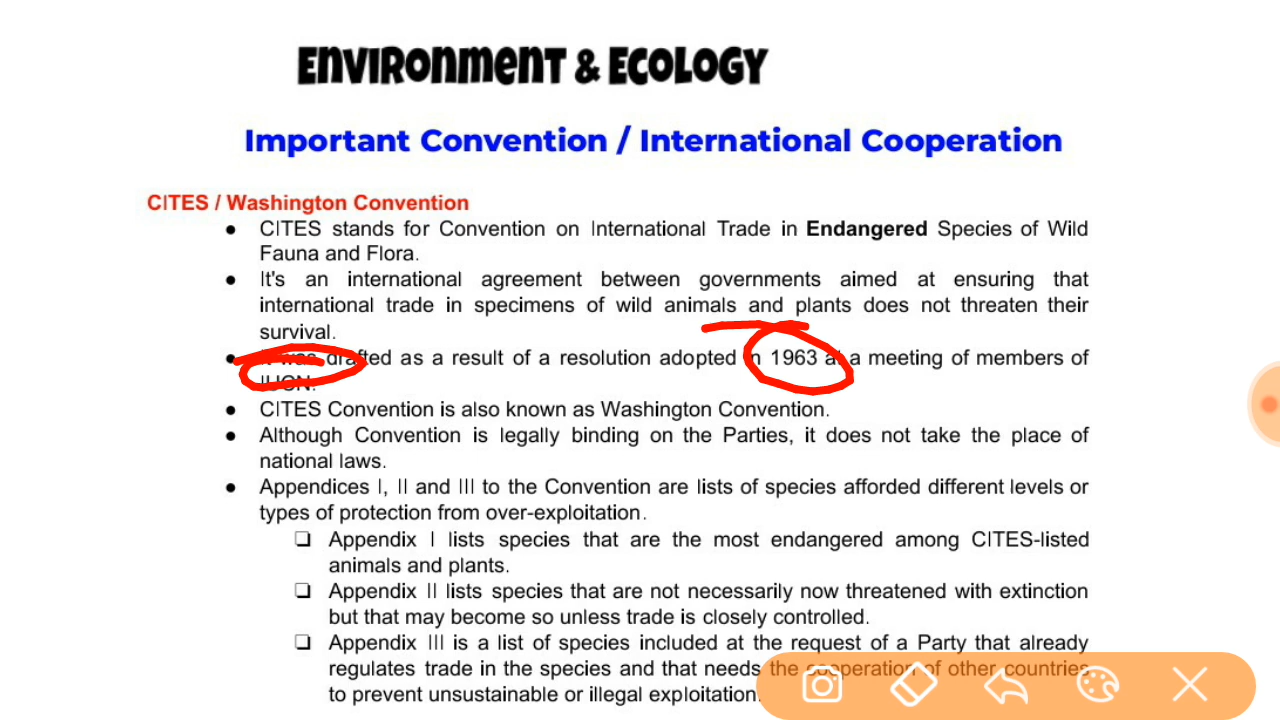 Environment & Ecology
Important Convention / International Cooperation
CITES / Washington Convention
● CITES stands for Convention on International Trade in Endangered Species of Wild
Fauna and Flora.
● It's an international agreement between governments aimed at ensuring that
international trade in specimens of wild animals and plants does not threaten their
survival.
● It was drafted as a result of a resolution adopted in 1963 at a meeting of members of
IUCN.
● CITES Convention is also known as Washington Convention.
● Although Convention is legally binding on the Parties, it does not take the place of
national laws.
● Appendices I, II and III to the Convention are lists of species afforded different levels or
types of protection from over-exploitation.
❑ Appendix I lists species that are the most endangered among CITES-listed
animals and plants.
❑ Appendix II lists species that are not necessarily now threatened with extinction
but that may become so unless trade is closely controlled.
❑ Appendix III is a list of species included at the request of a Party that already
regulates trade in the species and that needs the cooperation of other countries
to prevent unsustainable or illegal exploitation.